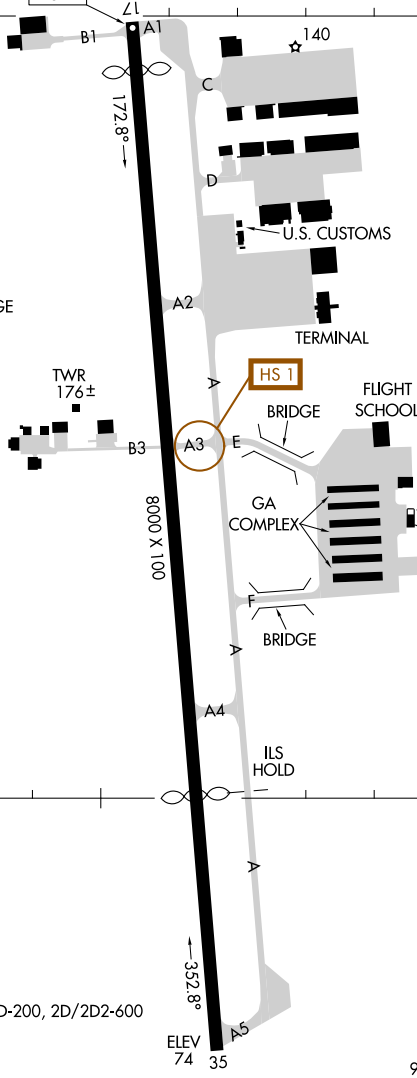 17
A1
B1
140
C
172.8°
D
U.S. CUSTOMS
A2
TERMINAL
GE
TWR
176±
A
HS 1
FLIGHT
SCHOOL
BRIDGE
B3
A3
E
GA
COMPLEX
8000 X 100
F
BRIDGE
A
A4
ILS
HOLD
A
352.8°
D-200, 2D/2D2-600
A5
ELEV
74
35
9